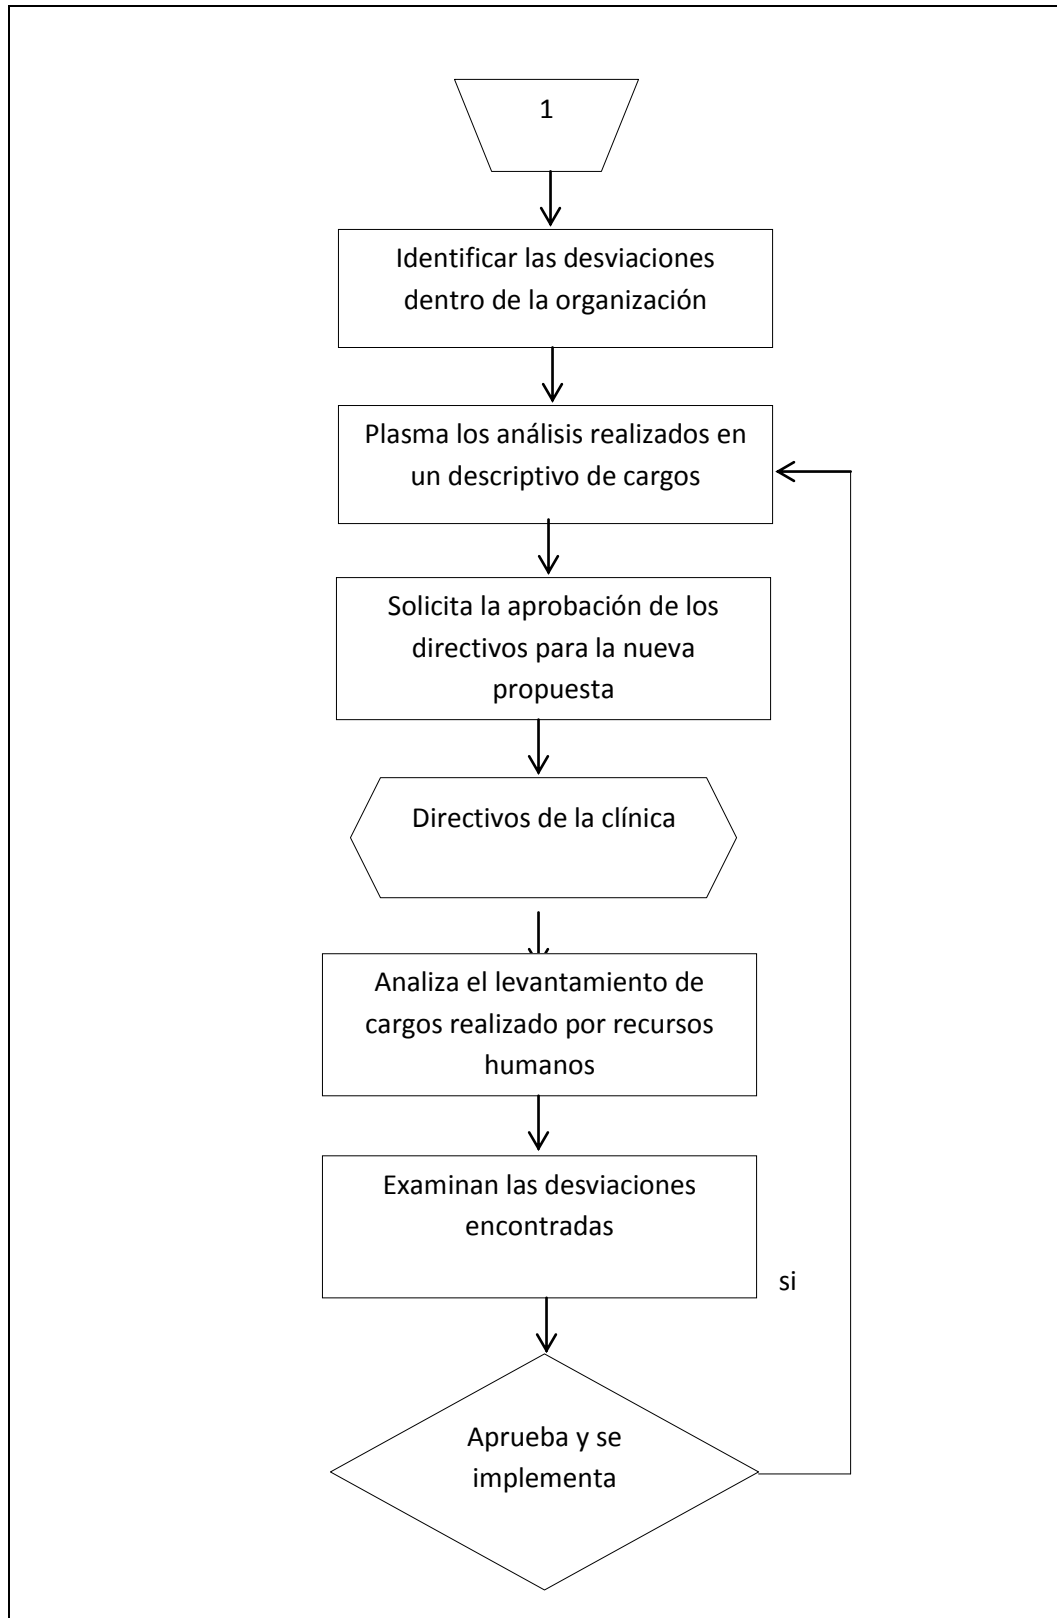 1
Identificar las desviaciones
dentro de la organización
Plasma los análisis realizados en
un descriptivo de cargos
Solicita la aprobación de los
directivos para la nueva
propuesta
Directivos de la clínica
Analiza el levantamiento de
cargos realizado por recursos
humanos
Examinan las desviaciones
encontradas
si
Aprueba y se
implementa